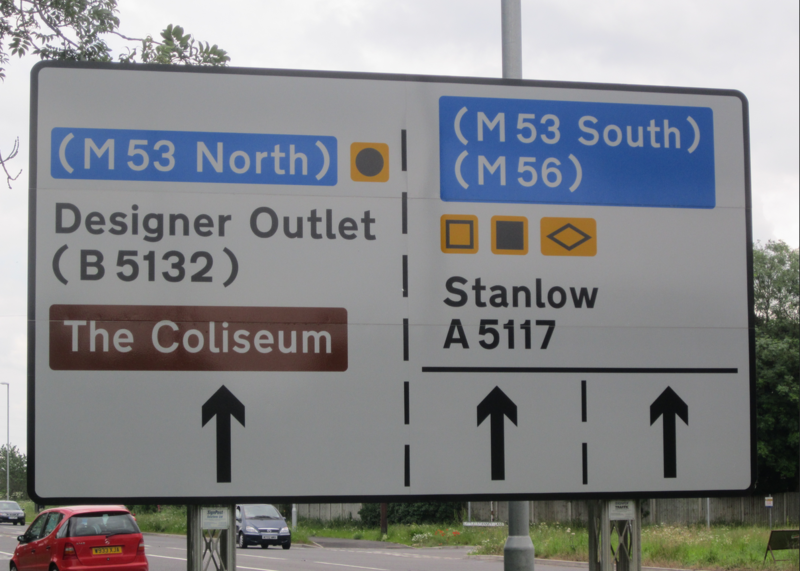 (M 53 North)
Designer Outlet
(B 5132)
The Coliseum
(M 53 South)
(M 56)
Stanlow
A 5117